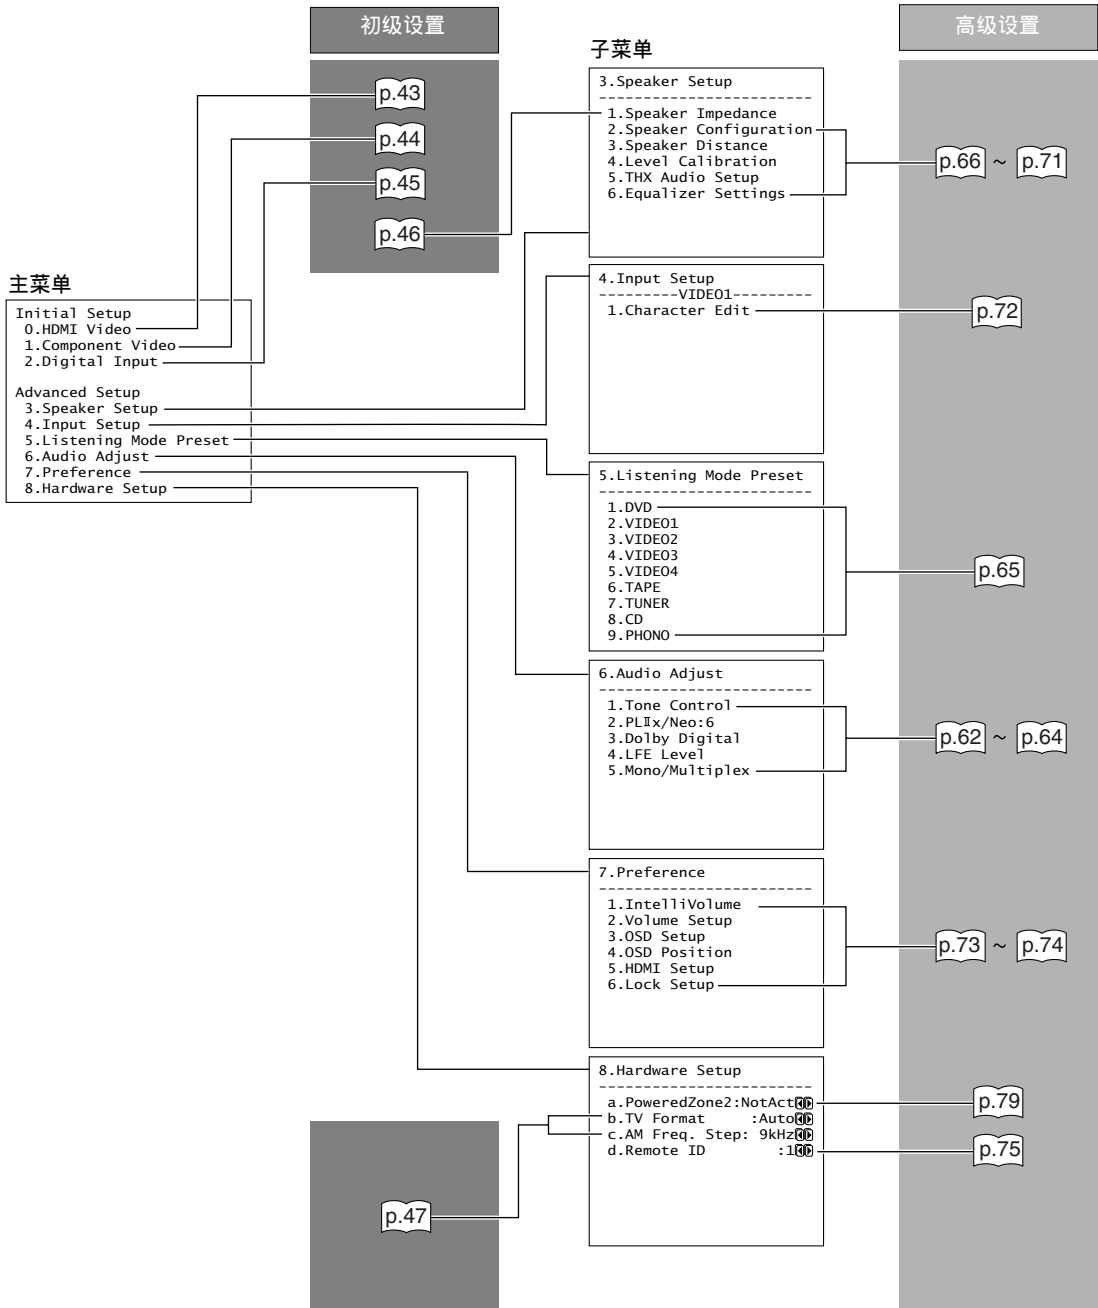 初级设置
高级设置
子菜单
p.43
p.44
p.45
p.46
主菜单
Initial Setup
0.HDMI Video
1.Component Video
2.Digital Input
Advanced Setup
3.Speaker Setup
4.Input Setup
5.Listening Mode Preset
6.Audio Adjust
7.Preference
8.Hardware Setup
3.Speaker Setup
------------------------
1.Speaker Impedance
2.Speaker Configuration
3.Speaker Distance
4.Level Calibration
5.THX Audio Setup
6.Equalizer Settings
p.66 ~ p.71
4.Input Setup
---------VIDEO1---------
1.Character Edit
p.72
5.Listening Mode Preset
------------------------
1.DVD
2.VIDEO1
3.VIDEO2
4.VIDEO3
5.VIDEO4
6.TAPE
7.TUNER
8.CD
9.PHONO
p.65
6.Audio Adjust
------------------------
1.Tone Control
2.PLⅡx/Neo:6
3.Dolby Digital
4.LFE Level
5.Mono/Multiplex
p.62 ~ p.64
7.Preference
------------------------
1.IntelliVolume
2.Volume Setup
3.OSD Setup
4.OSD Position
5.HDMI Setup
6.Lock Setup
p.73 ~ p.74
8.Hardware Setup
------------------------
a.PoweredZone2:NotAct
b.TV Format :Auto
c.AM Freq. Step: 9kHz
d.Remote ID :1
p.79
p.75
p.47